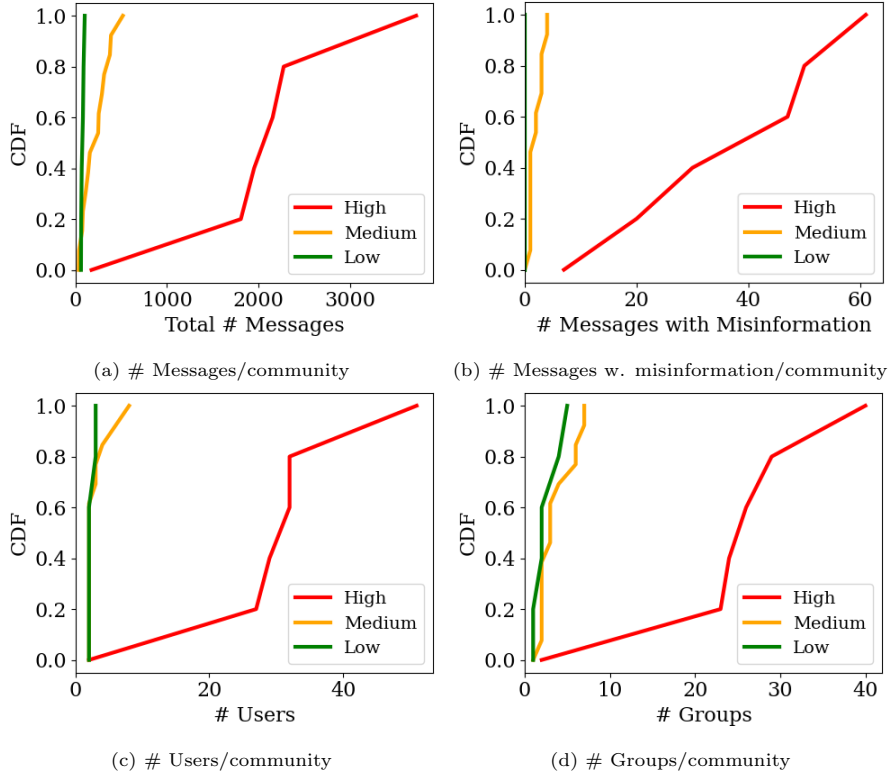 CDF
1.0
0.8
0.6
0.4
0.2
0.0
High
Medium
Low
0 1000 2000 3000
Total # Messages
(a) # Messages/community
CDF
1.0
0.8
0.6
0.4
0.2
0.0
High
Medium
Low
0 20 40 60
# Messages with Misinformation
(b) # Messages w. misinformation/community
CDF
1.0
0.8
0.6
0.4
0.2
0.0
High
Medium
Low
0 20 40
# Users
(c) # Users/community
CDF
1.0
0.8
0.6
0.4
0.2
0.0
High
Medium
Low
0 10 20 30 40
# Groups
(d) # Groups/community